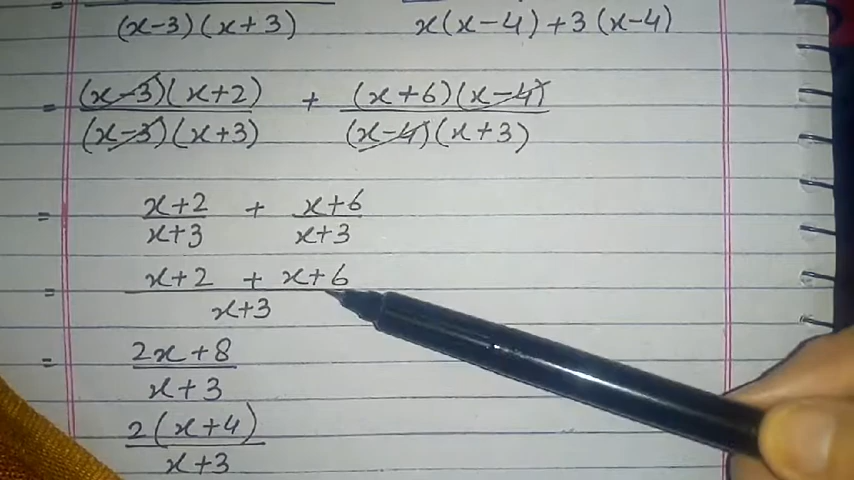 = (x-3)(x+3) x(x-4)+3(x-4)
= (x-3)(x+2) + (x+6)(x-4)
(x-3)(x+3) (x-4)(x+3)
= x+2 + x+6
x+3 x+3
= x+2 + x+6
x+3
= 2x+8
x+3
2(x+4)
x+3